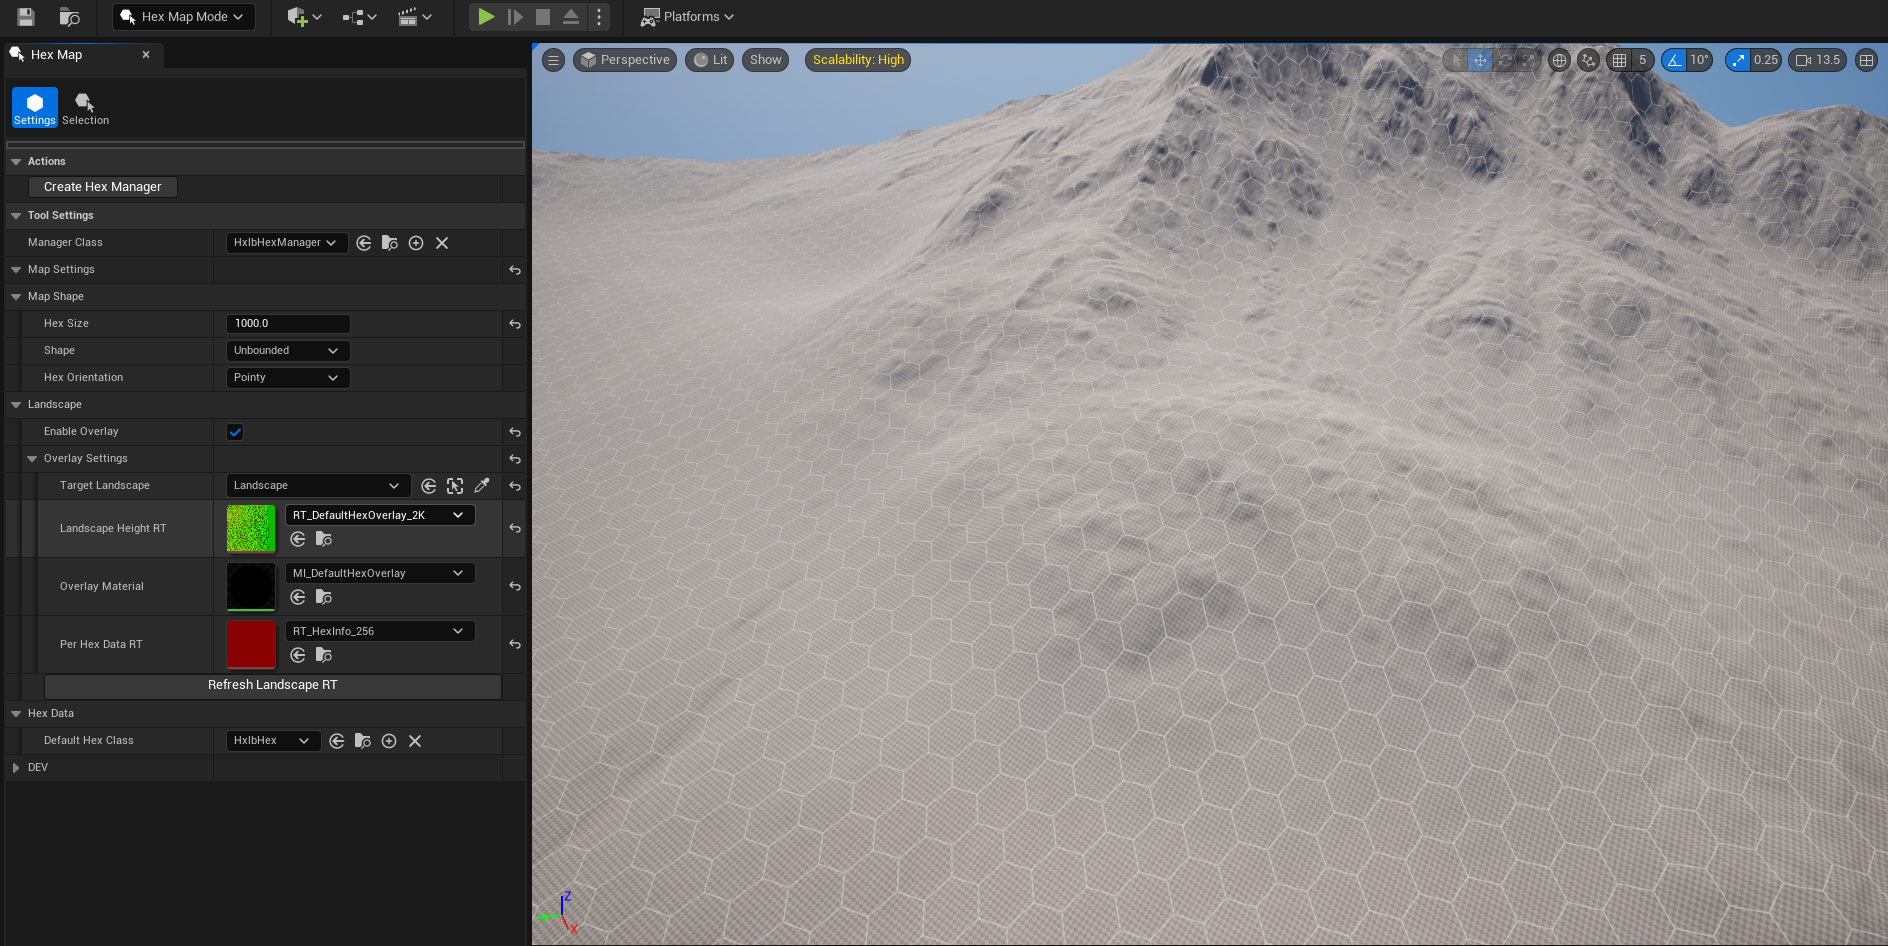 Hex Map Mode
Platforms
Hex Map
Settings
Selection
Actions
Create Hex Manager
Tool Settings
Manager Class
HxlbHexManager
Map Settings
Map Shape
Hex Size
1000.0
Shape
Unbounded
Hex Orientation
Pointy
Landscape
Enable Overlay
Overlay Settings
Target Landscape
Landscape
Landscape Height RT
RT_DefaultHexOverlay_2K
Overlay Material
MI_DefaultHexOverlay
Per Hex Data RT
RT_HexInfo_256
Refresh Landscape RT
Hex Data
Default Hex Class
HxlbHex
DEV
Perspective
Lit
Show
Scalability: High
5
10°
0.25
13.5
Z
X